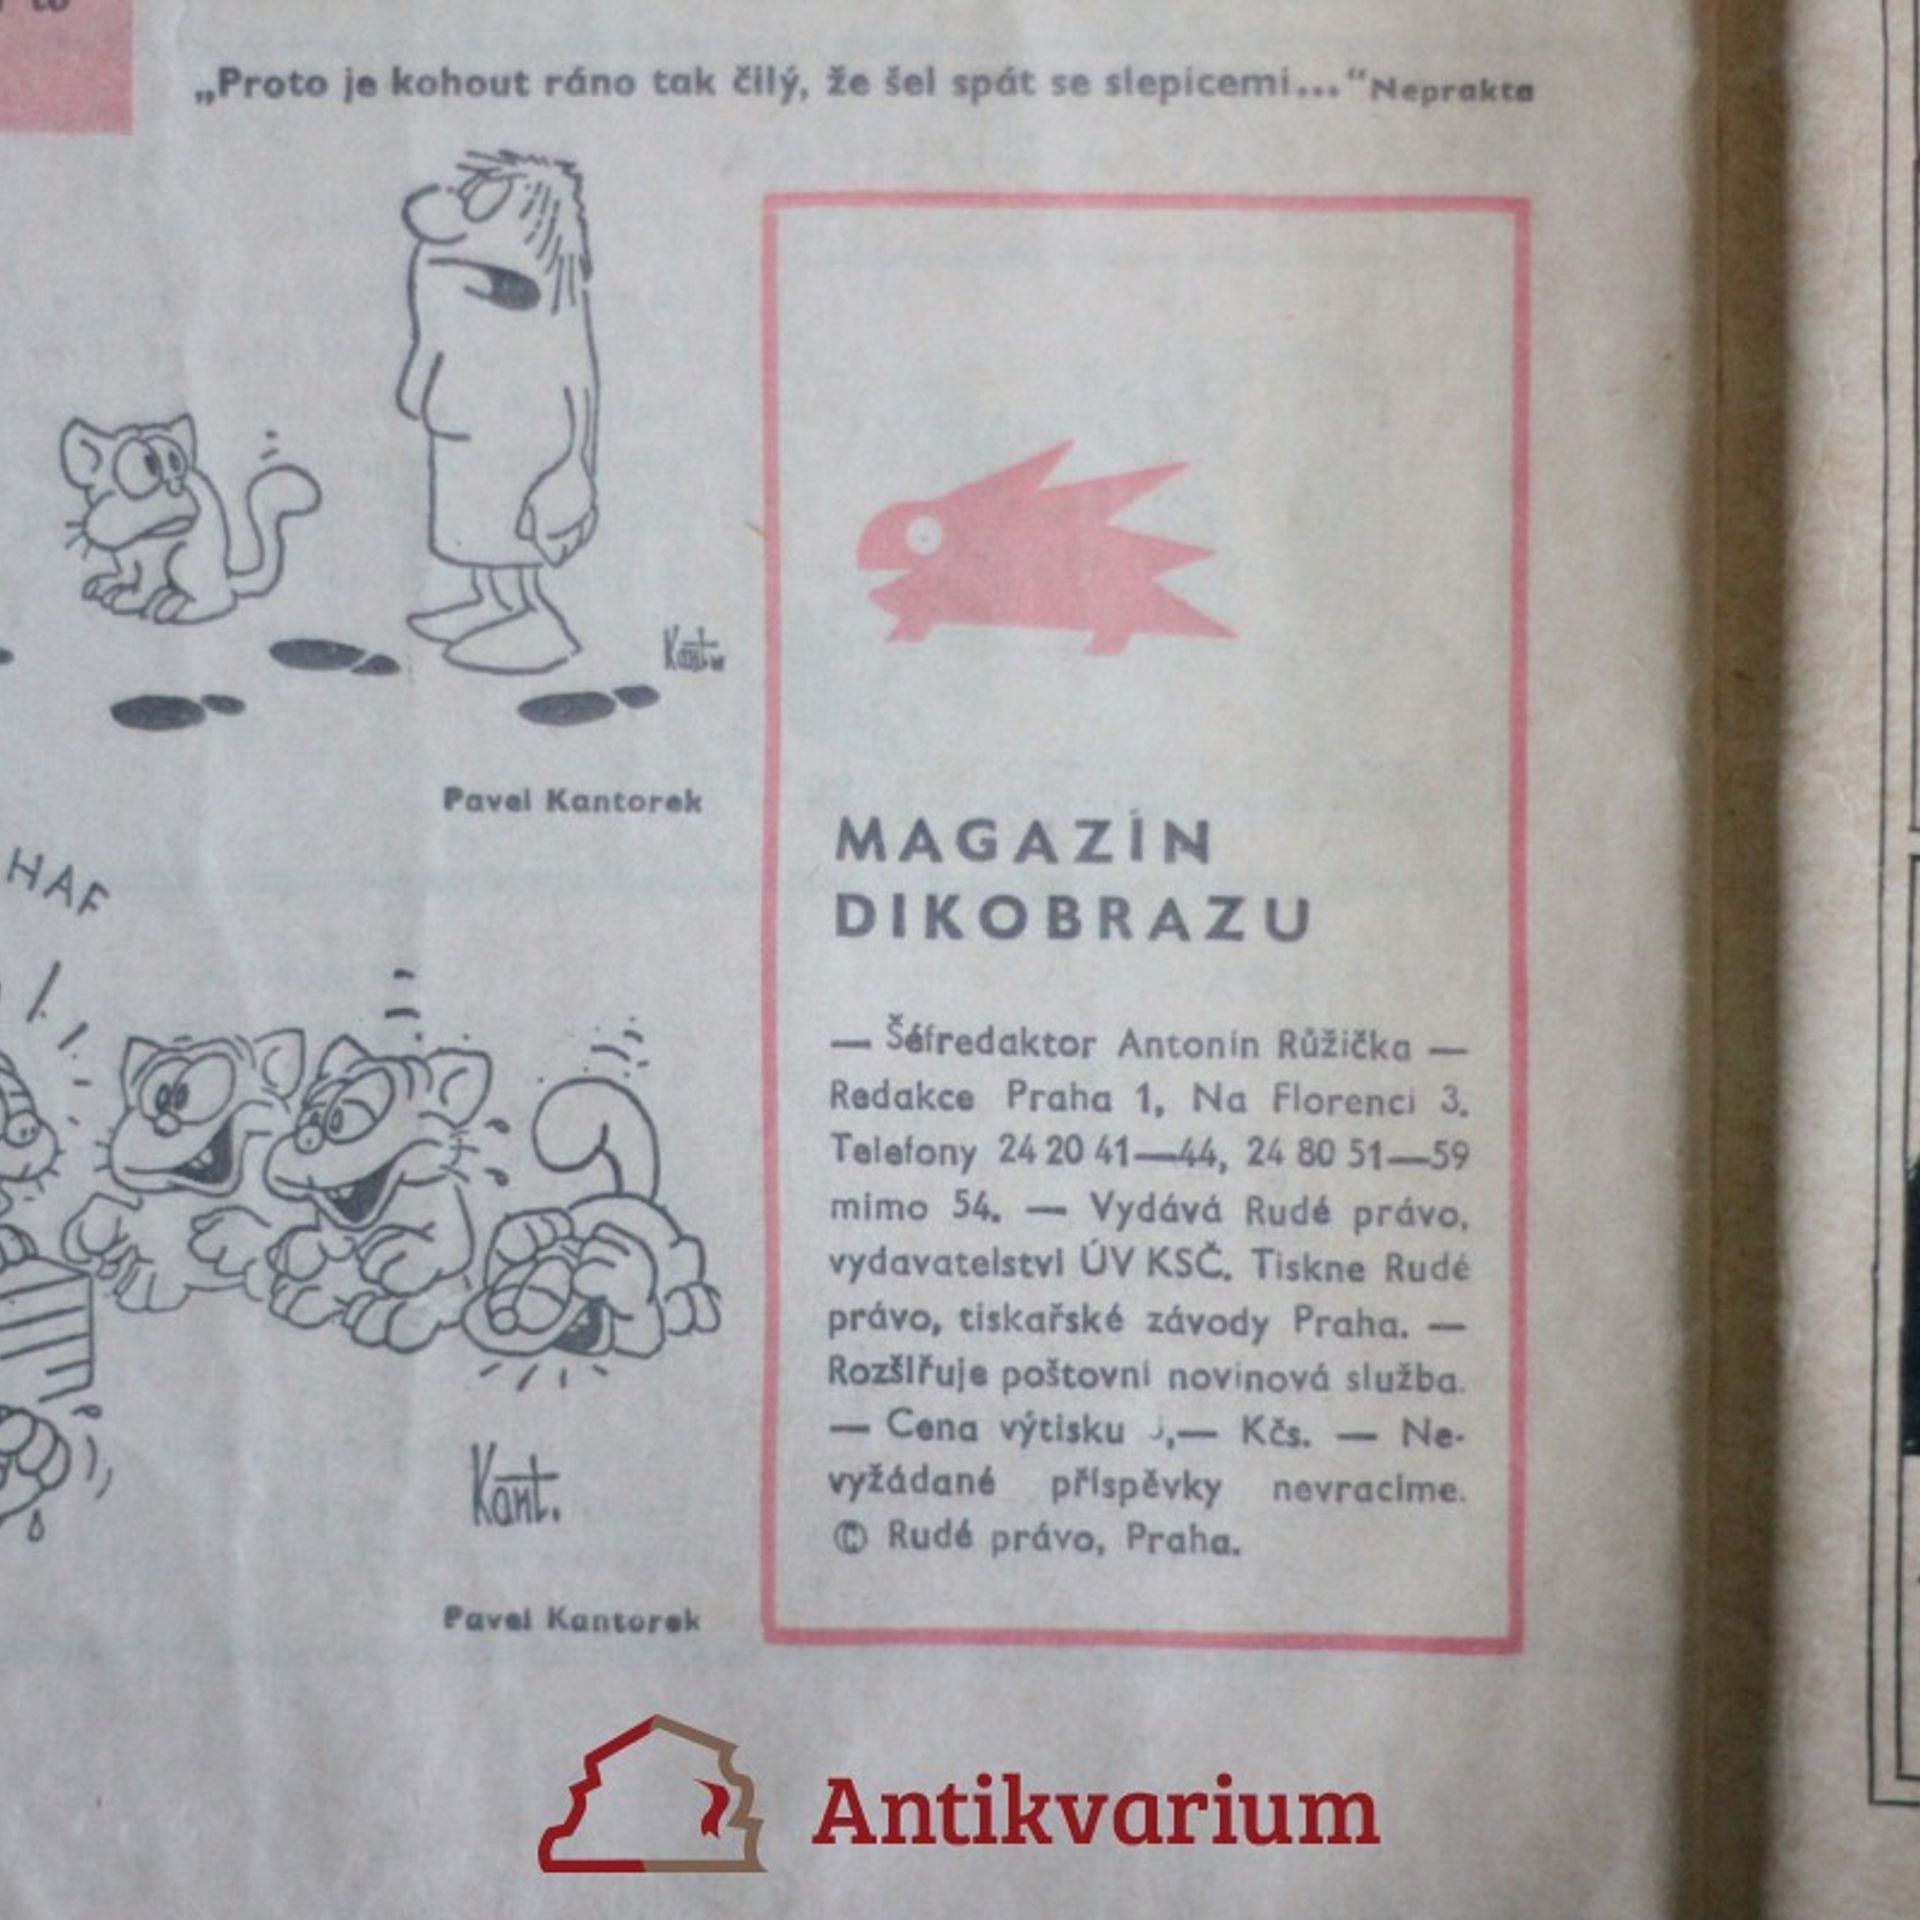 „Proto je kohout ráno tak čilý, že šel spát se slepicemi...“ Neprakta
Kant
Pavel Kantorek
HAF
Kant.
Pavel Kantorek
MAGAZÍN
DIKOBRAZU
— Šéfredaktor Antonín Růžička —
Redakce Praha 1, Na Florenci 3.
Telefony 24 20 41—44, 24 80 51—59
mimo 54. — Vydává Rudé právo,
vydavatelství ÚV KSČ. Tiskne Rudé
právo, tiskařské závody Praha. —
Rozšiřuje poštovní novinová služba.
— Cena výtisku ,— Kčs. — Ne-
vyžádané příspěvky nevracíme.
© Rudé právo, Praha.
Antikvarium